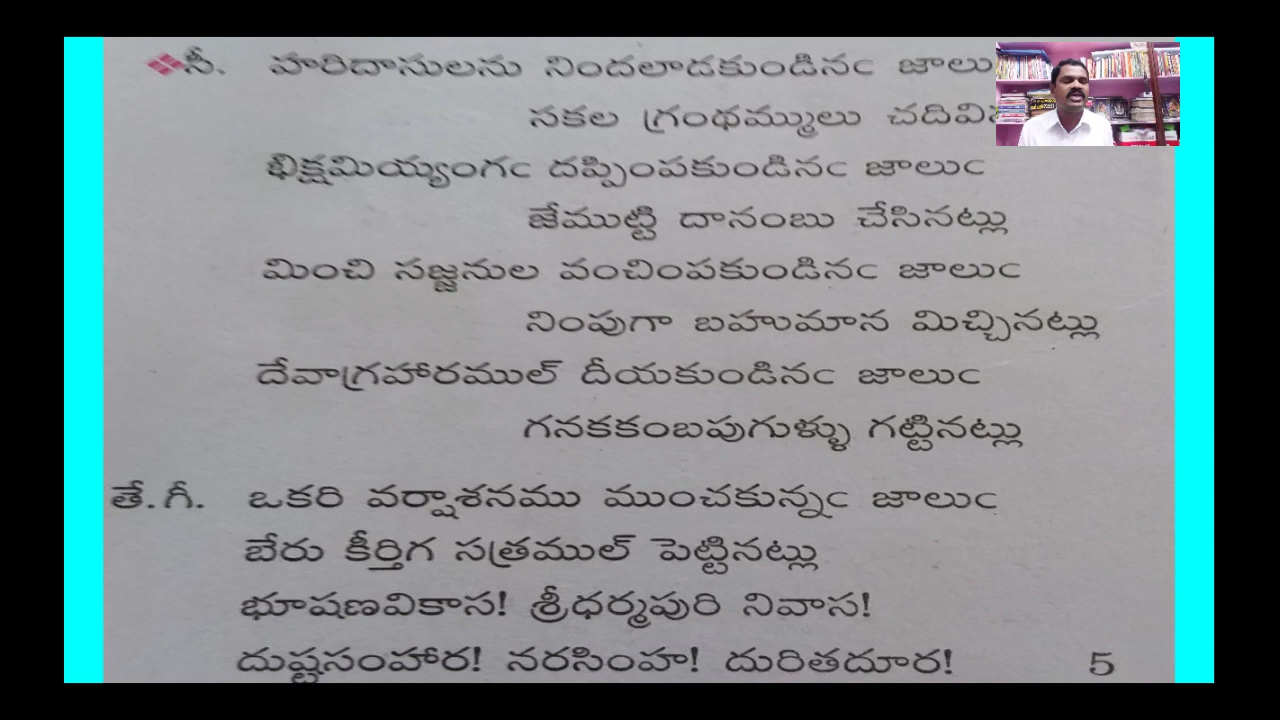 సీ. హరిదాసులను నిందలాడకుండినఁ జాలు
సకల గ్రంథమ్ములు
భిక్షమియ్యంగఁ దప్పింపకుండినఁ జాలుఁ
జేముట్టి దానంబు చేసినట్లు
మించి సజ్జనుల వంచింపకుండినఁ జాలుఁ
నింపుగా బహుమాన మిచ్చినట్లు
దేవాగ్రహారముల్ దీయకుండినఁ జాలుఁ
గనకకంబపుగుళ్ళు గట్టినట్లు
తే.గీ. ఒకరి వర్షాశనము ముంచకున్నఁ జాలుఁ
బేరు కీర్తిగ సత్రముల్ పెట్టినట్లు
భూషణవికాస! శ్రీధర్మపురి నివాస!
దుష్టసంహార! నరసింహ! దురితదూర! 5